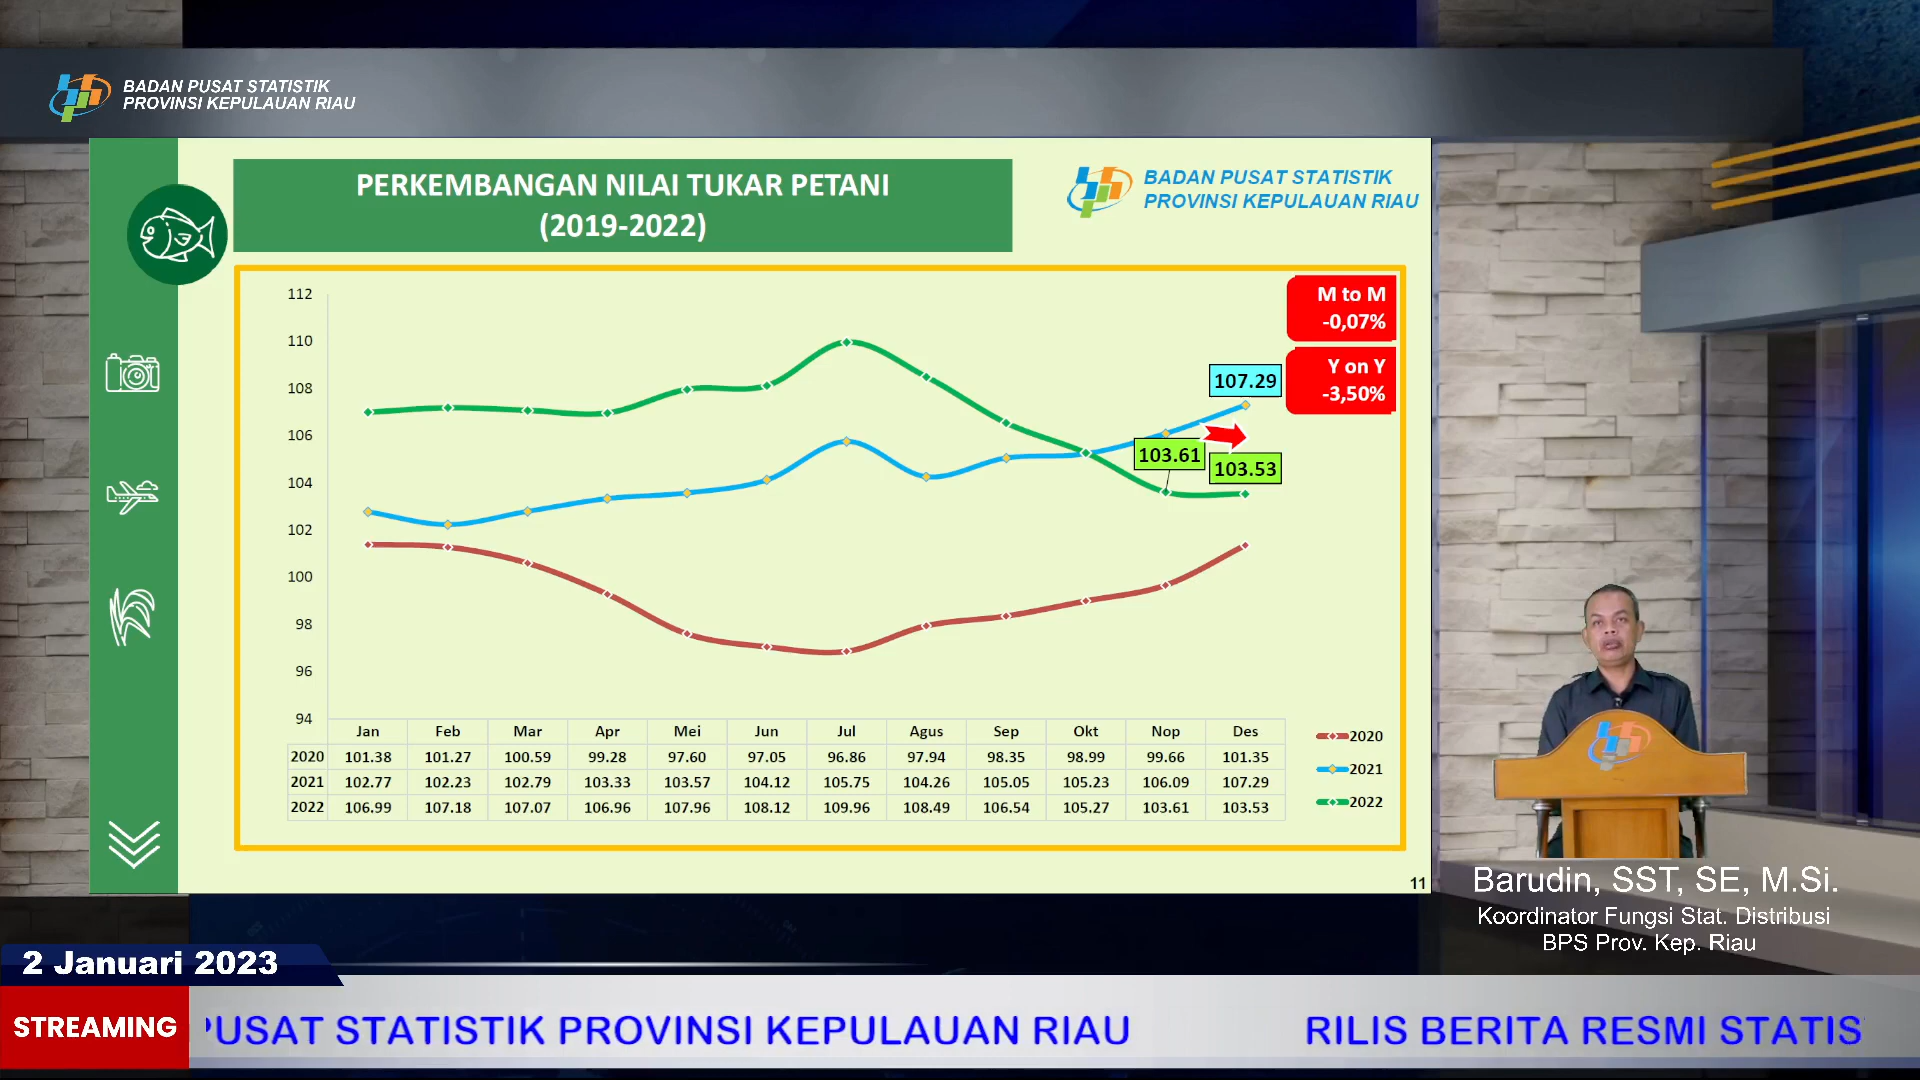 BADAN PUSAT STATISTIK
PROVINSI KEPULAUAN RIAU
PERKEMBANGAN NILAI TUKAR PETANI
(2019-2022)
BADAN PUSAT STATISTIK
PROVINSI KEPULAUAN RIAU
M to M
-0,07%
Y on Y
-3,50%
112
110
108
106
104
102
100
98
96
94
107.29
103.61
103.53
Jan Feb Mar Apr Mei Jun Jul Agus Sep Okt Nop Des
2020 101.38 101.27 100.59 99.28 97.60 97.05 96.86 97.94 98.35 98.99 99.66 101.35
2021 102.77 102.23 102.79 103.33 103.57 104.12 105.75 104.26 105.05 105.23 106.09 107.29
2022 106.99 107.18 107.07 106.96 107.96 108.12 109.96 108.49 106.54 105.27 103.61 103.53
2020
2021
2022
11
Barudin, SST, SE, M.Si.
Koordinator Fungsi Stat. Distribusi
BPS Prov. Kep. Riau
2 Januari 2023
STREAMING
PUSAT STATISTIK PROVINSI KEPULAUAN RIAU RILIS BERITA RESMI STATIS